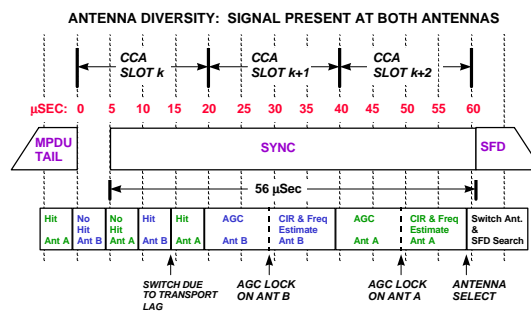 ANTENNA DIVERSITY: SIGNAL PRESENT AT BOTH ANTENNAS
CCA
SLOT k
CCA
SLOT k+1
CCA
SLOT k+2
µSEC: 0 5 10 15 20 25 30 35 40 45 50 55 60
MPDU
TAIL
SYNC
SFD
56 µSec
Hit
Ant A
No
Hit
Ant B
No
Hit
Ant A
Hit
Ant B
Hit
Ant A
AGC
Ant B
CIR & Freq
Estimate
Ant B
AGC
Ant A
CIR & Freq
Estimate
Ant A
Switch Ant.
&
SFD Search
SWITCH DUE
TO TRANSPORT
LAG
AGC LOCK
ON ANT B
AGC LOCK
ON ANT A
ANTENNA
SELECT